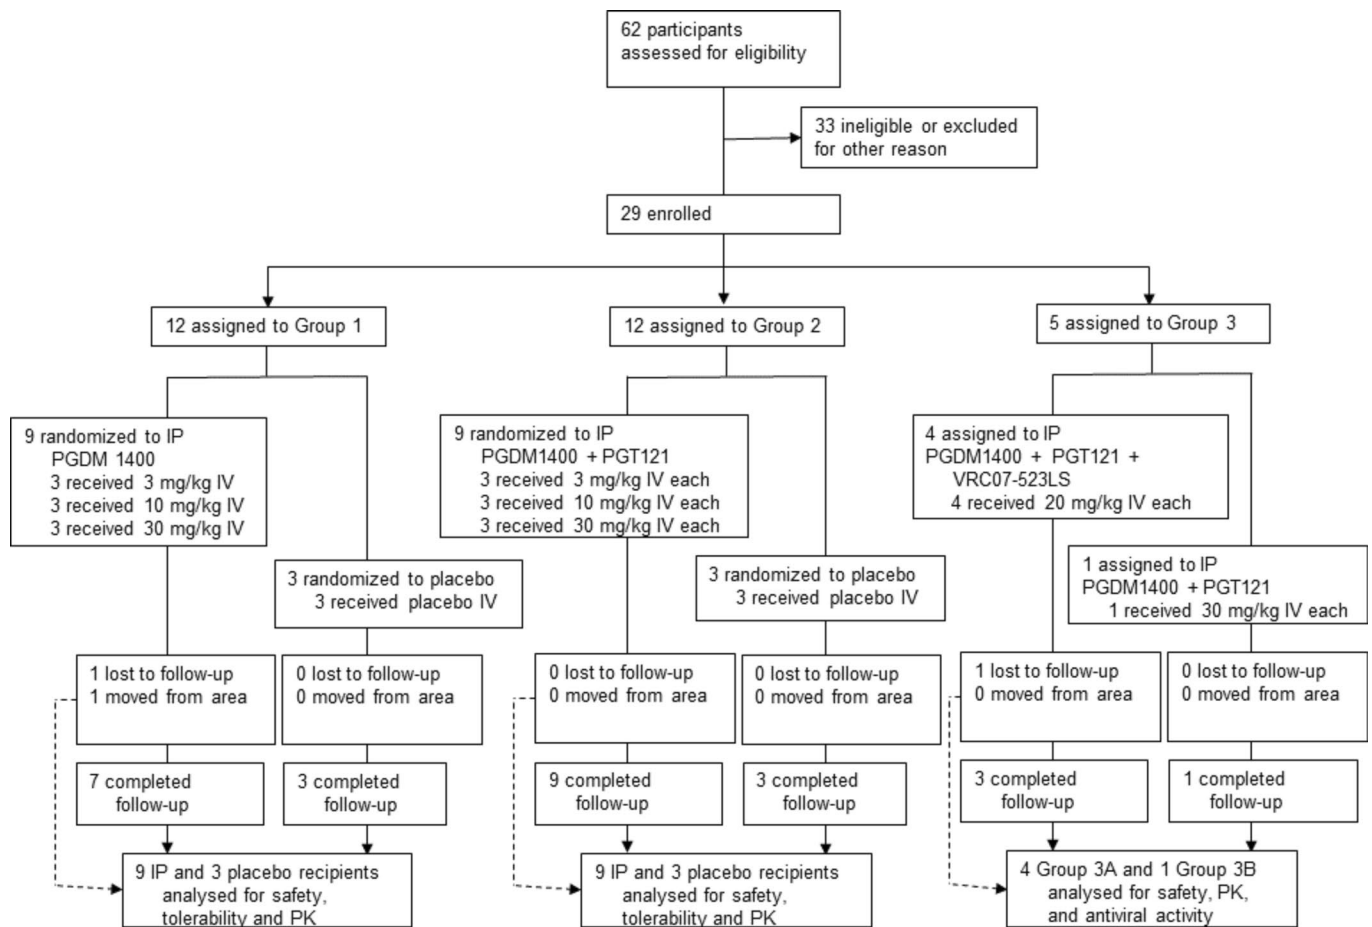 62 participants
assessed for eligibility
33 ineligible or excluded
for other reason
29 enrolled
12 assigned to Group 1
12 assigned to Group 2
5 assigned to Group 3
9 randomized to IP
PGDM 1400
3 received 3 mg/kg IV
3 received 10 mg/kg IV
3 received 30 mg/kg IV
3 randomized to placebo
3 received placebo IV
9 randomized to IP
PGDM1400 + PGT121
3 received 3 mg/kg IV each
3 received 10 mg/kg IV each
3 received 30 mg/kg IV each
3 randomized to placebo
3 received placebo IV
4 assigned to IP
PGDM1400 + PGT121 +
VRC07-523LS
4 received 20 mg/kg IV each
1 assigned to IP
PGDM1400 + PGT121
1 received 30 mg/kg IV each
1 lost to follow-up
1 moved from area
0 lost to follow-up
0 moved from area
0 lost to follow-up
0 moved from area
0 lost to follow-up
0 moved from area
1 lost to follow-up
0 moved from area
0 lost to follow-up
0 moved from area
7 completed
follow-up
3 completed
follow-up
9 completed
follow-up
3 completed
follow-up
3 completed
follow-up
1 completed
follow-up
9 IP and 3 placebo recipients
analysed for safety,
tolerability and PK
9 IP and 3 placebo recipients
analysed for safety,
tolerability and PK
4 Group 3A and 1 Group 3B
analysed for safety, PK,
and antiviral activity